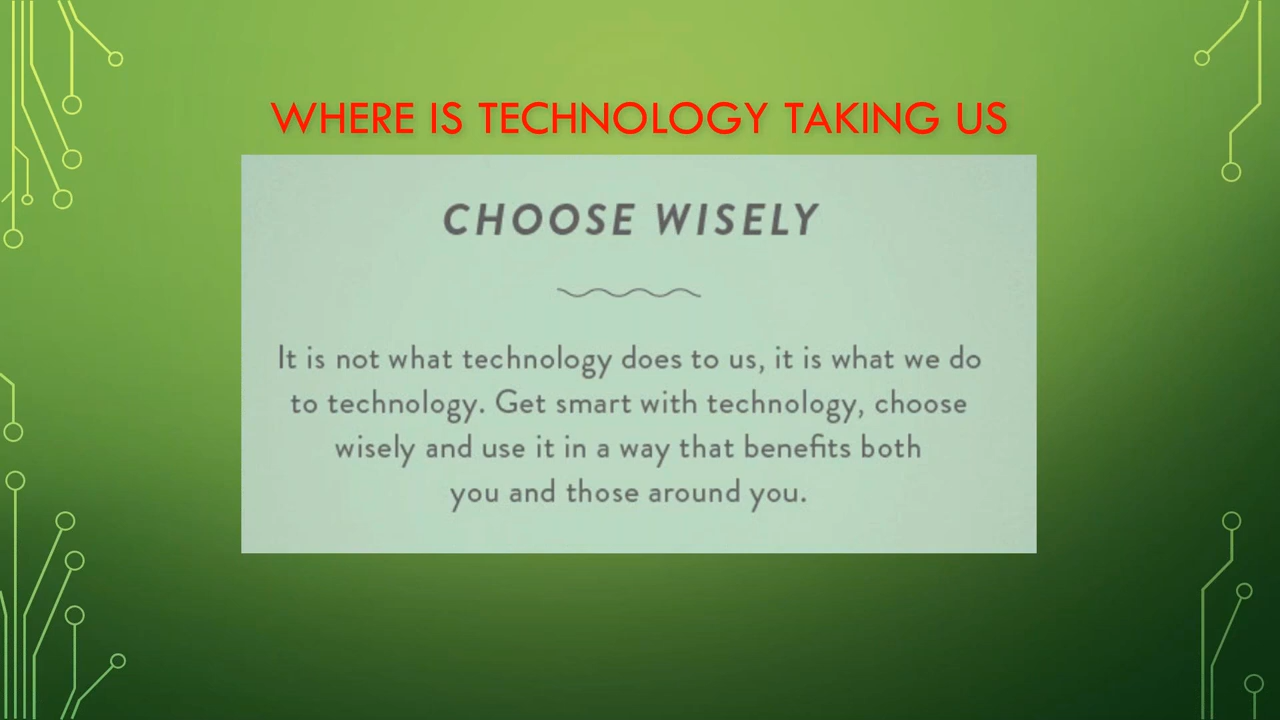 WHERE IS TECHNOLOGY TAKING US
CHOOSE WISELY
It is not what technology does to us, it is what we do
to technology. Get smart with technology, choose
wisely and use it in a way that benefits both
you and those around you.